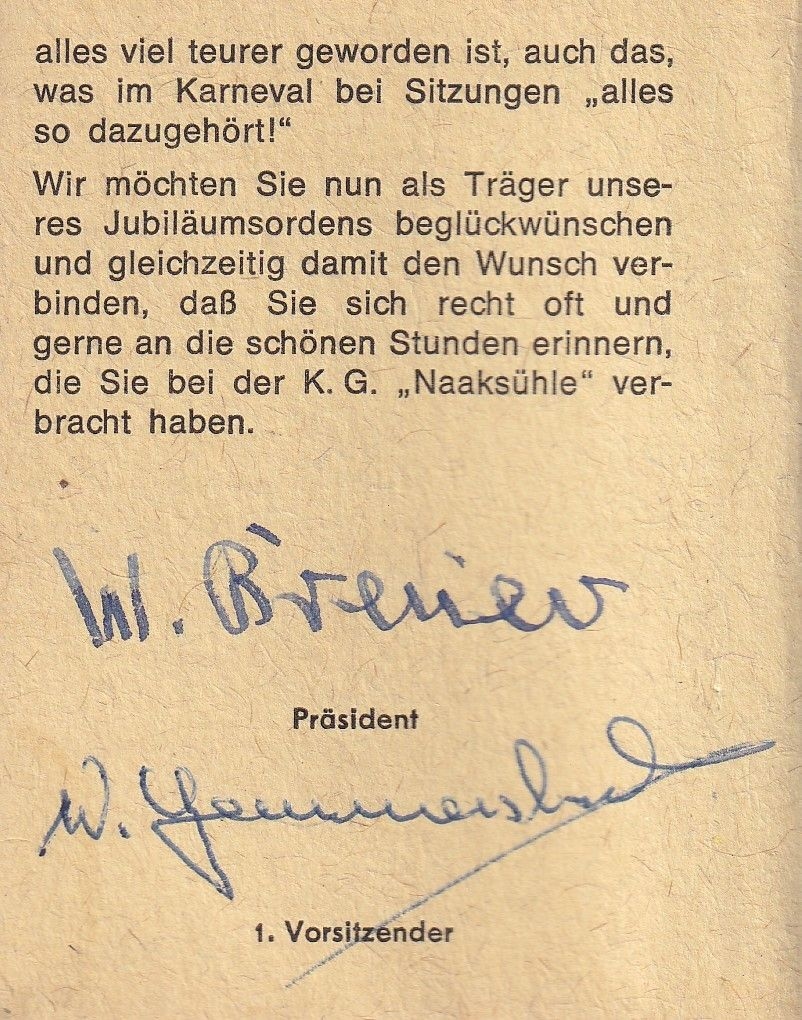 alles viel teurer geworden ist, auch das,
was im Karneval bei Sitzungen „alles
so dazugehört!“
Wir möchten Sie nun als Träger unse-
res Jubiläumsordens beglückwünschen
und gleichzeitig damit den Wunsch ver-
binden, daß Sie sich recht oft und
gerne an die schönen Stunden erinnern,
die Sie bei der K. G. „Naaksühle“ ver-
bracht haben.
W.
Präsident
W.
1. Vorsitzender